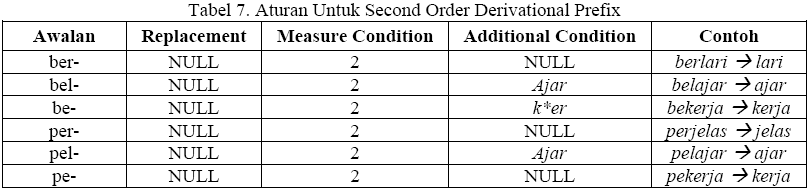 Tabel 7. Aturan Untuk Second Order Derivational Prefix
Awalan Replacement Measure Condition Additional Condition Contoh
ber- NULL 2 NULL berlari → lari
bel- NULL 2 Ajar belajar → ajar
be- NULL 2 k*er bekerja → kerja
per- NULL 2 NULL perjelas → jelas
pel- NULL 2 Ajar pelajar → ajar
pe- NULL 2 NULL pekerja → kerja